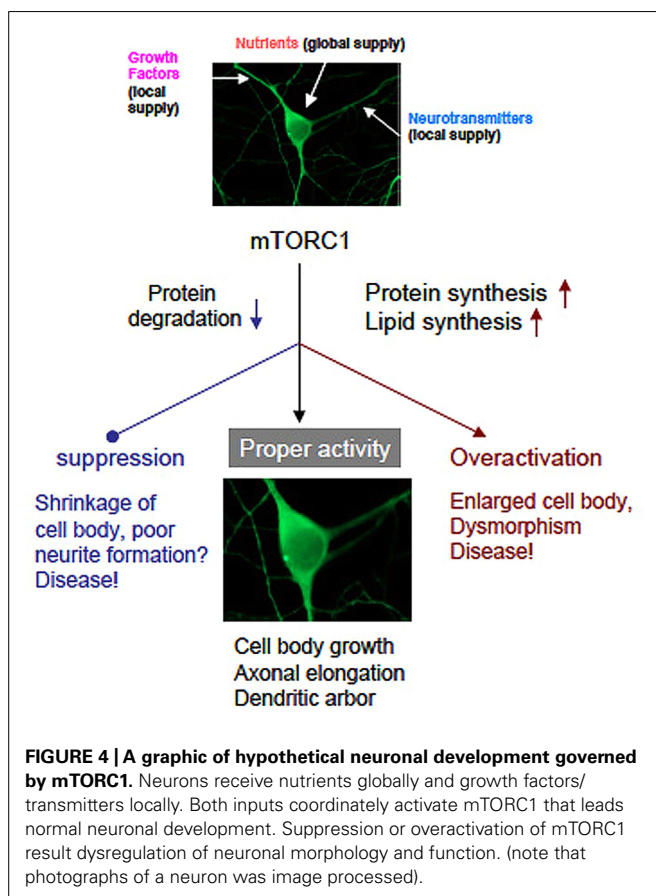 Nutrients (global supply)
Growth
Factors
(local
supply)
Neurotransmitters
(local supply)
mTORC1
Protein
degradation ↓
Protein synthesis ↑
Lipid synthesis ↑
suppression
Proper activity
Overactivation
Shrinkage of
cell body, poor
neurite formation?
Disease!
Enlarged cell body,
Dysmorphism
Disease!
Cell body growth
Axonal elongation
Dendritic arbor
FIGURE 4 | A graphic of hypothetical neuronal development governed
by mTORC1. Neurons receive nutrients globally and growth factors/
transmitters locally. Both inputs coordinately activate mTORC1 that leads
normal neuronal development. Suppression or overactivation of mTORC1
result dysregulation of neuronal morphology and function. (note that
photographs of a neuron was image processed).